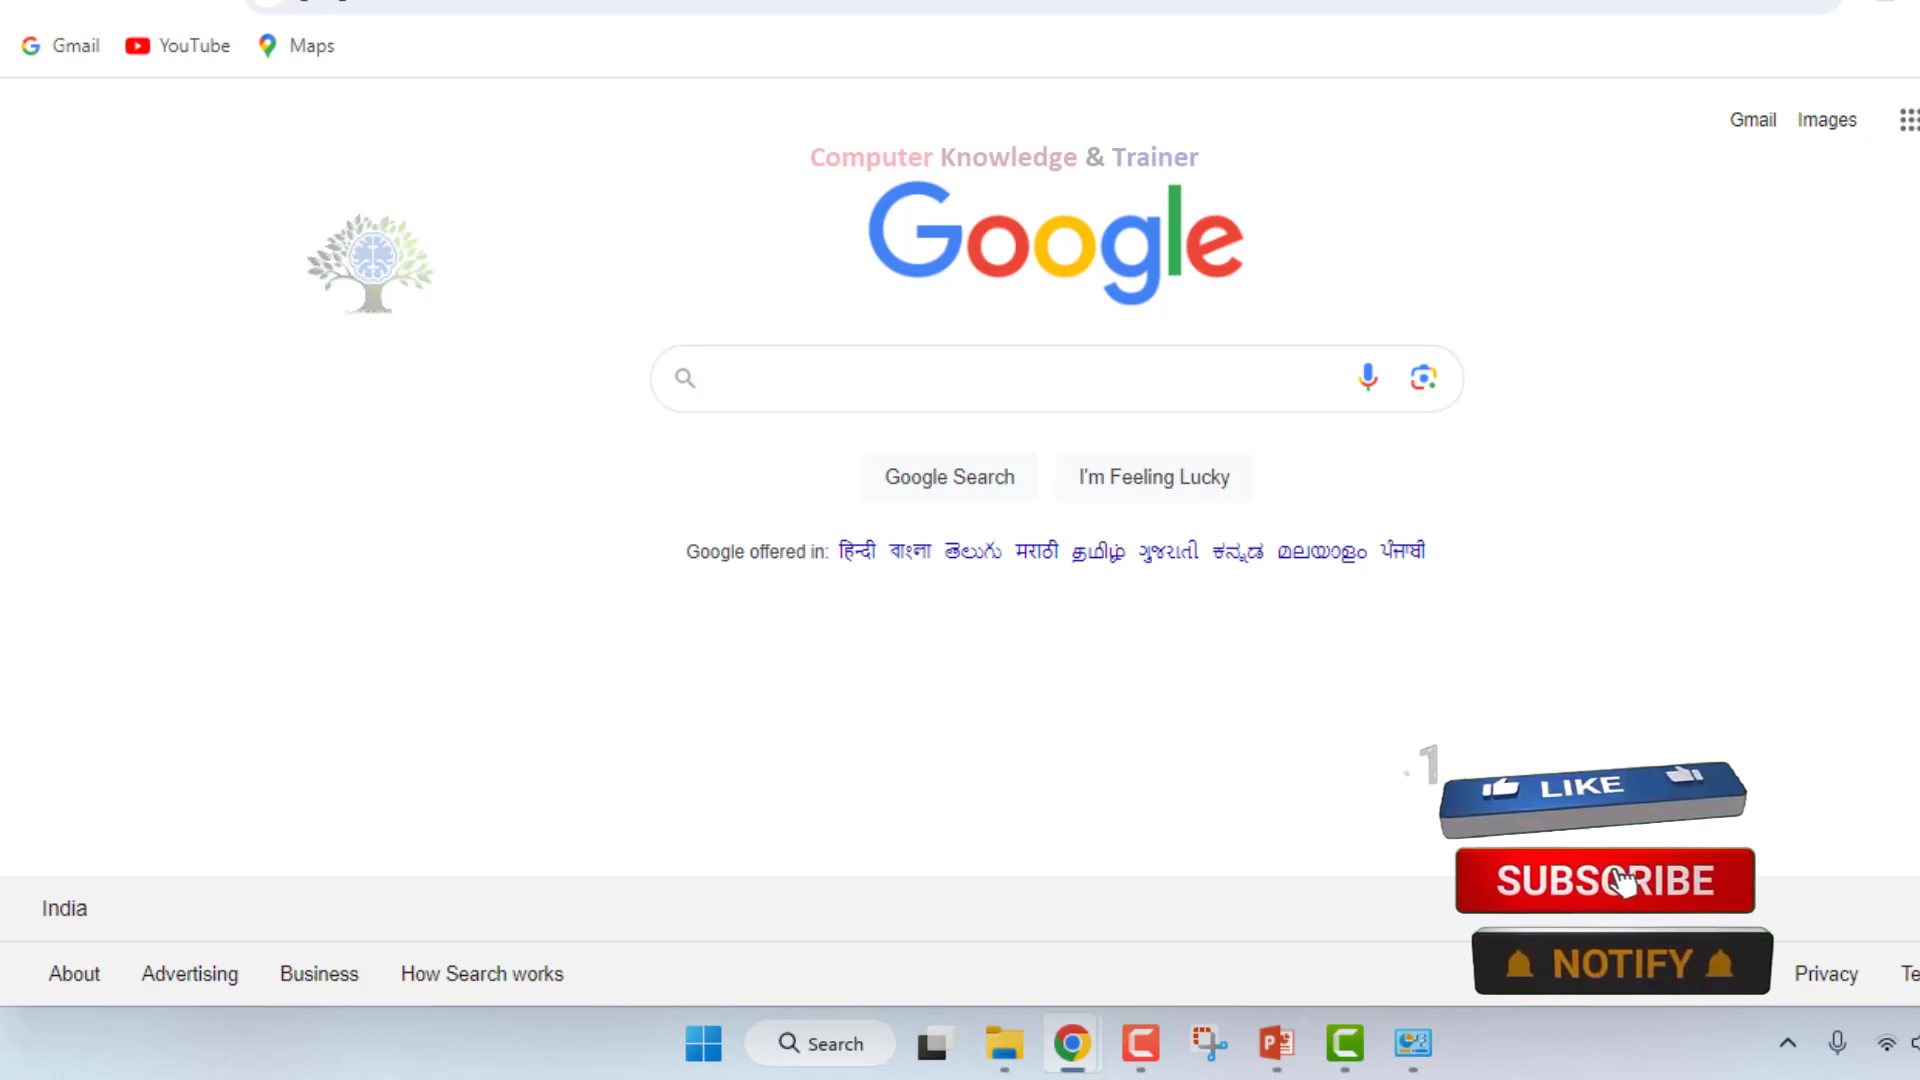 Gmail YouTube Maps
Gmail Images
Computer Knowledge & Trainer
Google
Google Search I'm Feeling Lucky
Google offered in: हिन्दी বাংলা తెలుగు मराठी தமிழ் ગુજરાતી ಕನ್ನಡ മലയാളം ਪੰਜਾਬੀ
1
LIKE
SUBSCRIBE
India
NOTIFY
About Advertising Business How Search works Privacy
Search